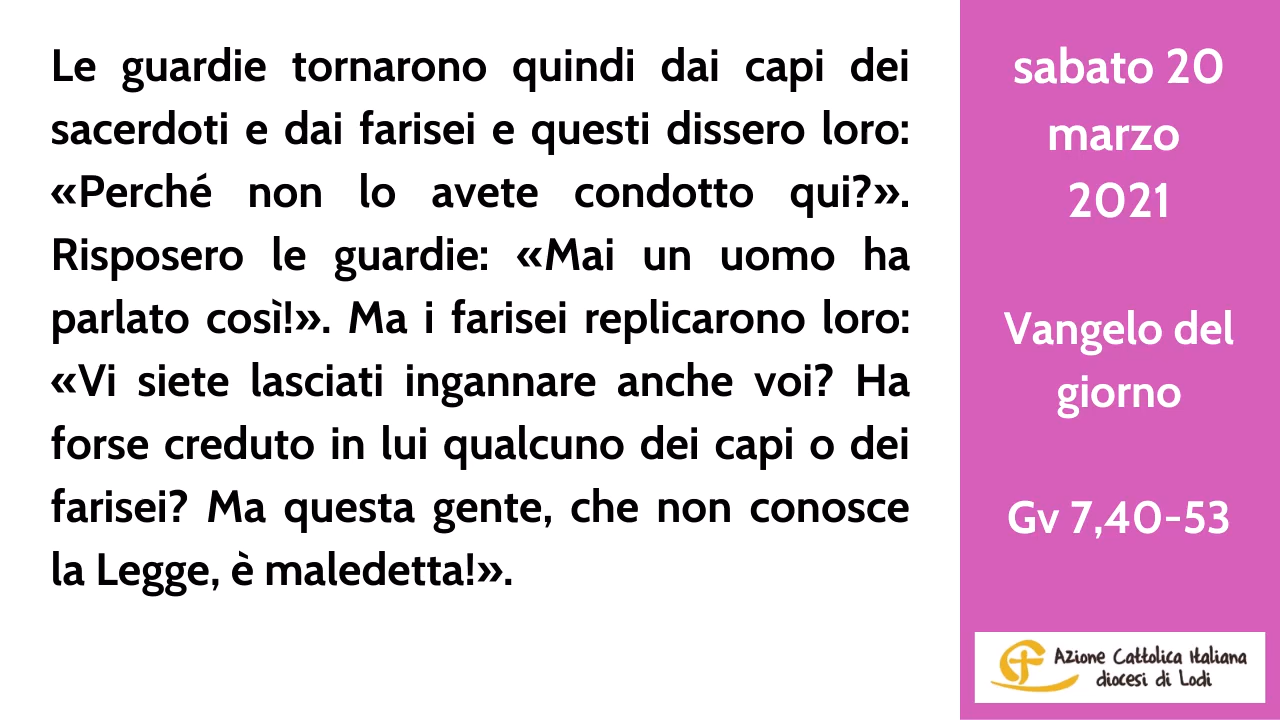 Le guardie tornarono quindi dai capi dei
sacerdoti e dai farisei e questi dissero loro:
«Perché non lo avete condotto qui?».
Risposero le guardie: «Mai un uomo ha
parlato così!». Ma i farisei replicarono loro:
«Vi siete lasciati ingannare anche voi? Ha
forse creduto in lui qualcuno dei capi o dei
farisei? Ma questa gente, che non conosce
la Legge, è maledetta!».
sabato 20
marzo
2021
Vangelo del
giorno
Gv 7,40-53
Azione Cattolica Italiana
diocesi di Lodi